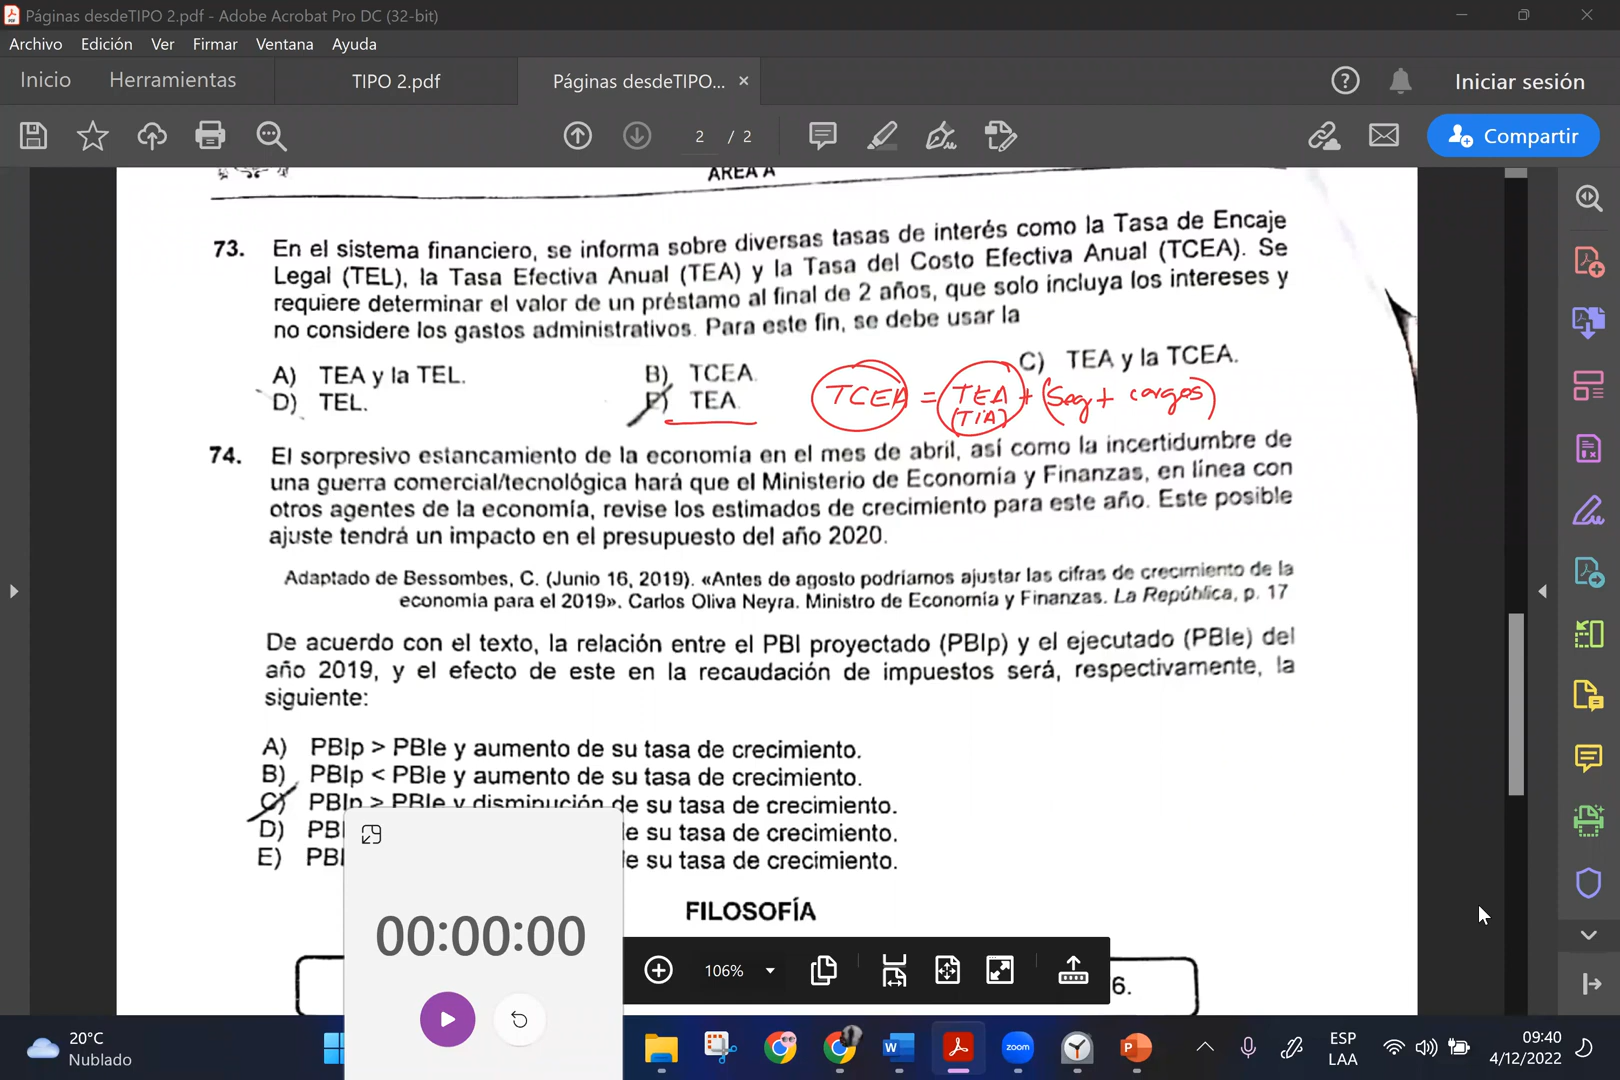 Páginas desdeTIPO 2.pdf - Adobe Acrobat Pro DC (32-bit)
Archivo Edición Ver Firmar Ventana Ayuda
Inicio Herramientas TIPO 2.pdf Páginas desdeTIPO... × Iniciar sesión
2 / 2 Compartir
ÁREA A
73. En el sistema financiero, se informa sobre diversas tasas de interés como la Tasa de Encaje
Legal (TEL), la Tasa Efectiva Anual (TEA) y la Tasa del Costo Efectiva Anual (TCEA). Se
requiere determinar el valor de un préstamo al final de 2 años, que solo incluya los intereses y
no considere los gastos administrativos. Para este fin, se debe usar la
A) TEA y la TEL. B) TCEA. C) TEA y la TCEA.
D) TEL. E) TEA.
TCEA = TEA + (Seg + cargos)
(TIA)
74. El sorpresivo estancamiento de la economía en el mes de abril, así como la incertidumbre de
una guerra comercial/tecnológica hará que el Ministerio de Economía y Finanzas, en línea con
otros agentes de la economía, revise los estimados de crecimiento para este año. Este posible
ajuste tendrá un impacto en el presupuesto del año 2020.
Adaptado de Bessombes, C. (Junio 16, 2019). «Antes de agosto podríamos ajustar las cifras de crecimiento de la
economía para el 2019». Carlos Oliva Neyra. Ministro de Economía y Finanzas. La República, p. 17
De acuerdo con el texto, la relación entre el PBI proyectado (PBIp) y el ejecutado (PBIe) del
año 2019, y el efecto de este en la recaudación de impuestos será, respectivamente, la
siguiente:
A) PBIp > PBIe y aumento de su tasa de crecimiento.
B) PBIp < PBIe y aumento de su tasa de crecimiento.
C) PBIp > PBIe y disminución de su tasa de crecimiento.
D) PBI e su tasa de crecimiento.
E) PBI e su tasa de crecimiento.
FILOSOFÍA
00:00:00
106%
6.
20°C
Nublado
W
zoom
P
ESP
LAA
09:40
4/12/2022